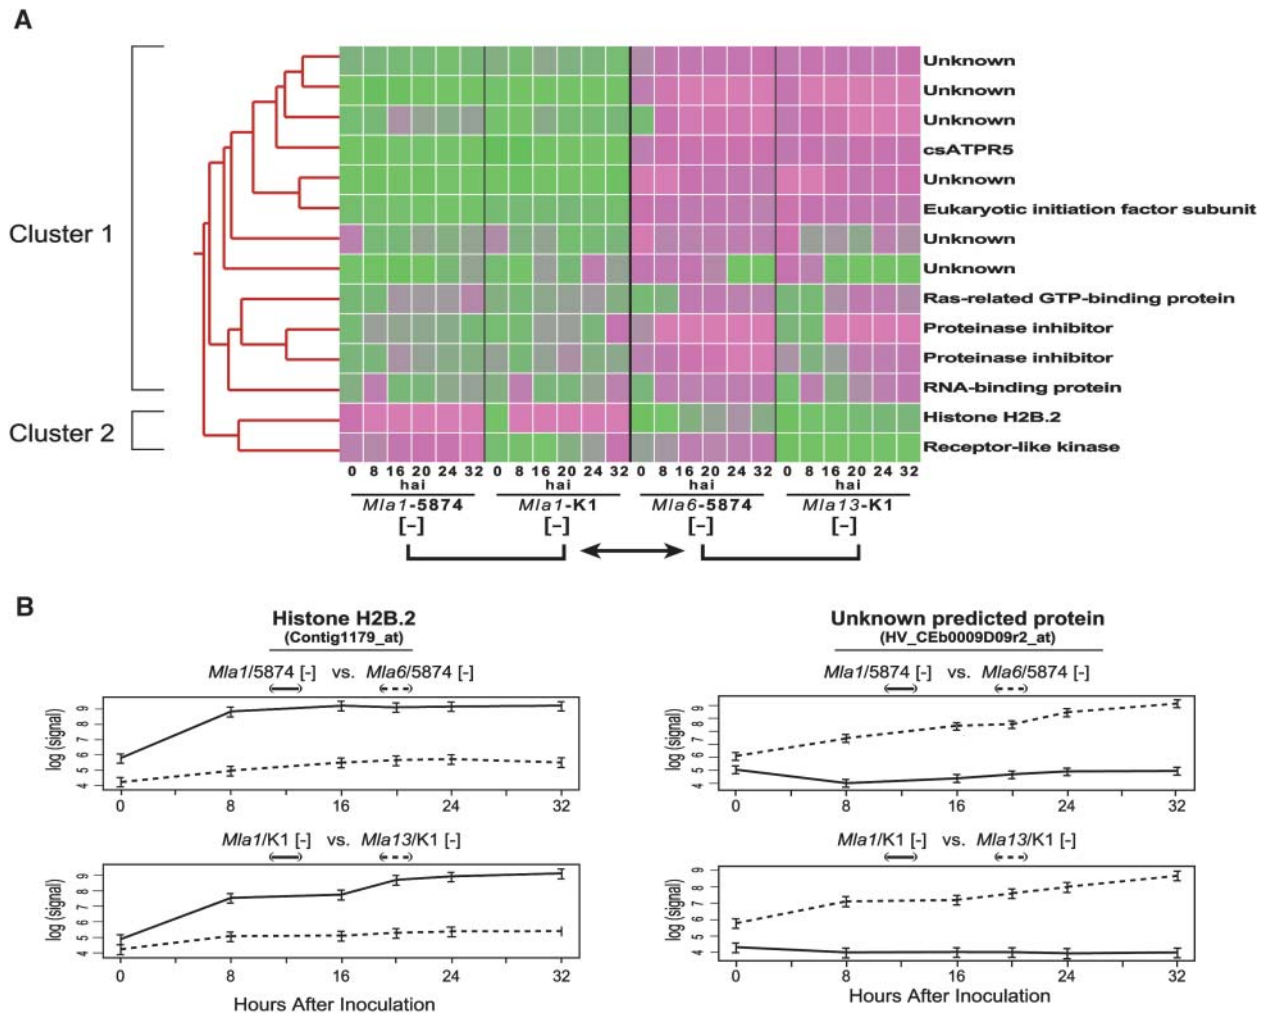 A
Unknown
Unknown
Unknown
csATPR5
Unknown
Eukaryotic initiation factor subunit
Cluster 1
Unknown
Unknown
Ras-related GTP-binding protein
Proteinase inhibitor
Proteinase inhibitor
RNA-binding protein
Cluster 2
Histone H2B.2
Receptor-like kinase
0 8 16 20 24 32 0 8 16 20 24 32 0 8 16 20 24 32 0 8 16 20 24 32
hai hai hai hai
Mla1-5874 Mla1-K1 Mla6-5874 Mla13-K1
[-] [-] [-] [-]
B
Histone H2B.2
(Contig1179_at)
Mla1/5874 [-] vs. Mla6/5874 [-]
log (signal)
9
8
7
6
5
4
0 8 16 24 32
Mla1/K1 [-] vs. Mla13/K1 [-]
log (signal)
9
8
7
6
5
4
0 8 16 24 32
Hours After Inoculation
Unknown predicted protein
(HV_CEb0009D09r2_at)
Mla1/5874 [-] vs. Mla6/5874 [-]
log (signal)
9
8
7
6
5
4
0 8 16 24 32
Mla1/K1 [-] vs. Mla13/K1 [-]
log (signal)
9
8
7
6
5
4
0 8 16 24 32
Hours After Inoculation